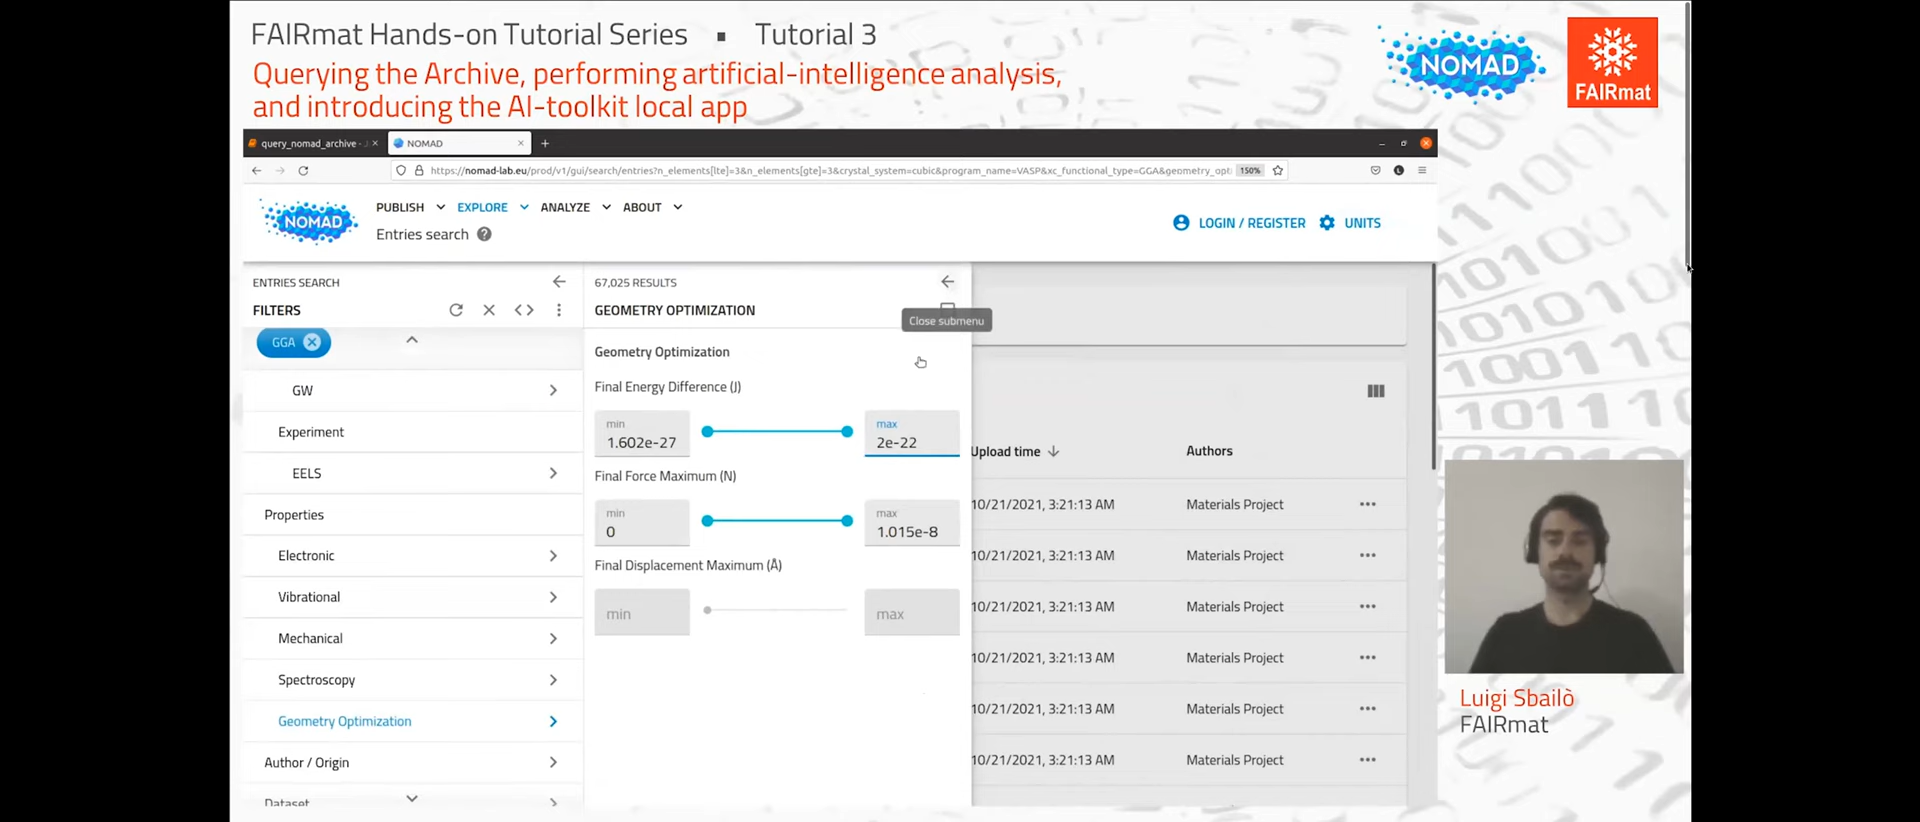 FAIRmat Hands-on Tutorial Series ▪ Tutorial 3
Querying the Archive, performing artificial-intelligence analysis,
and introducing the AI-toolkit local app
NOMAD
FAIRmat
query_nomad_archive -
NOMAD
https://nomad-lab.eu/prod/v1/gui/search/entries?n_elements[lte]=3&n_elements[gte]=3&crystal_system=cubic&program_name=VASP&xc_functional_type=GGA&geometry_opti
150%
NOMAD
PUBLISH EXPLORE ANALYZE ABOUT
Entries search
LOGIN / REGISTER UNITS
ENTRIES SEARCH
FILTERS
GGA
GW
Experiment
EELS
Properties
Electronic
Vibrational
Mechanical
Spectroscopy
Geometry Optimization
Author / Origin
Dataset
67,025 RESULTS
GEOMETRY OPTIMIZATION
Close submenu
Geometry Optimization
Final Energy Difference (J)
min max
1.602e-27 2e-22
Final Force Maximum (N)
min max
0 1.015e-8
Final Displacement Maximum (Å)
min max
Upload time Authors
10/21/2021, 3:21:13 AM Materials Project
10/21/2021, 3:21:13 AM Materials Project
10/21/2021, 3:21:13 AM Materials Project
10/21/2021, 3:21:13 AM Materials Project
10/21/2021, 3:21:13 AM Materials Project
10/21/2021, 3:21:13 AM Materials Project
Luigi Sbailò
FAIRmat